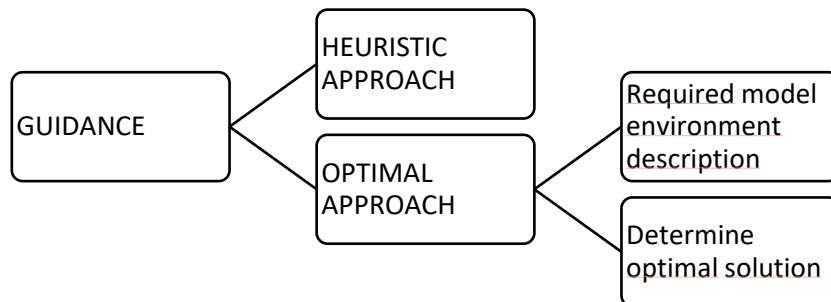 GUIDANCE
HEURISTIC
APPROACH
OPTIMAL
APPROACH
Required model
environment
description
Determine
optimal solution